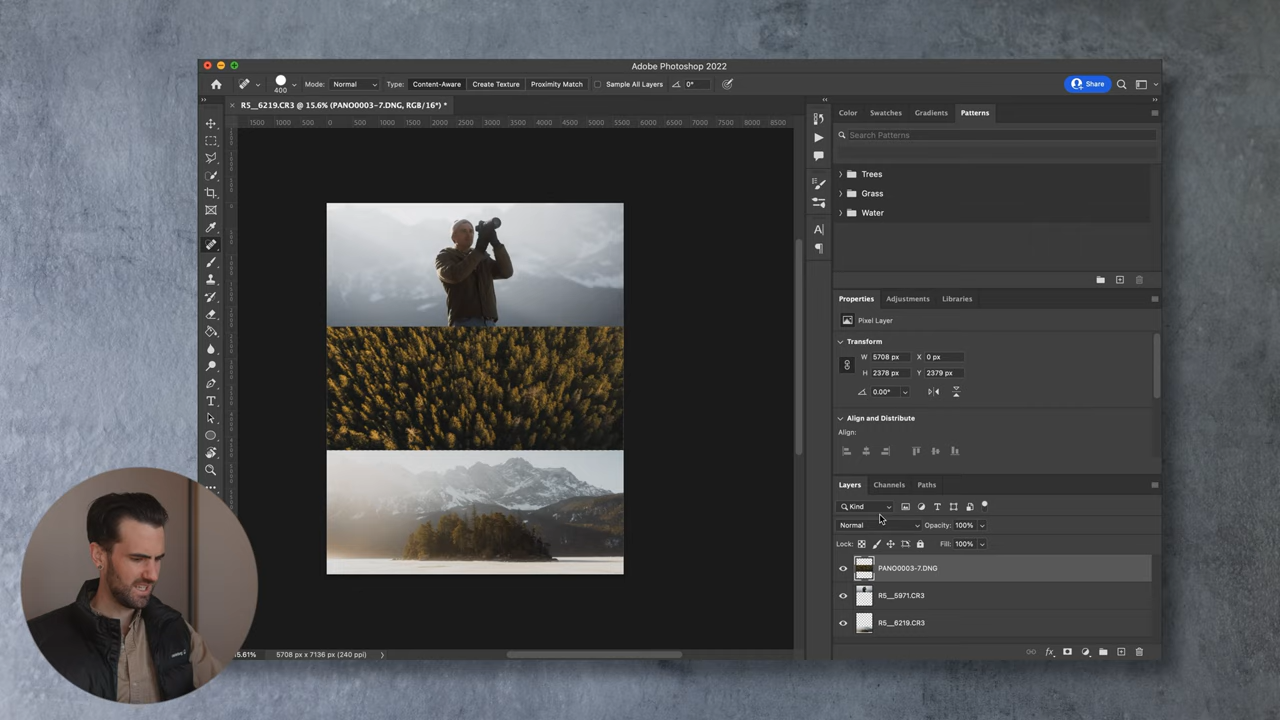 Adobe Photoshop 2022
400
Mode: Normal
Type: Content-Aware Create Texture Proximity Match
Sample All Layers
0°
Share
× R5__6219.CR3 @ 15.6% (PANO0003-7.DNG, RGB/16*) *
1500 1000 500 0 500 1000 1500 2000 2500 3000 3500 4000 4500 5000 5500 6000 6500 7000 7500 8000 8500
Color Swatches Gradients Patterns
Search Patterns
Trees
Grass
Water
Properties Adjustments Libraries
Pixel Layer
Transform
W 5708 px X 0 px
H 2378 px Y 2379 px
0.00°
Align and Distribute
Align:
Layers Channels Paths
Kind
Normal Opacity: 100%
Lock: Fill: 100%
PANO0003-7.DNG
R5__5971.CR3
R5__6219.CR3
5.61% 5708 px x 7136 px (240 ppi)